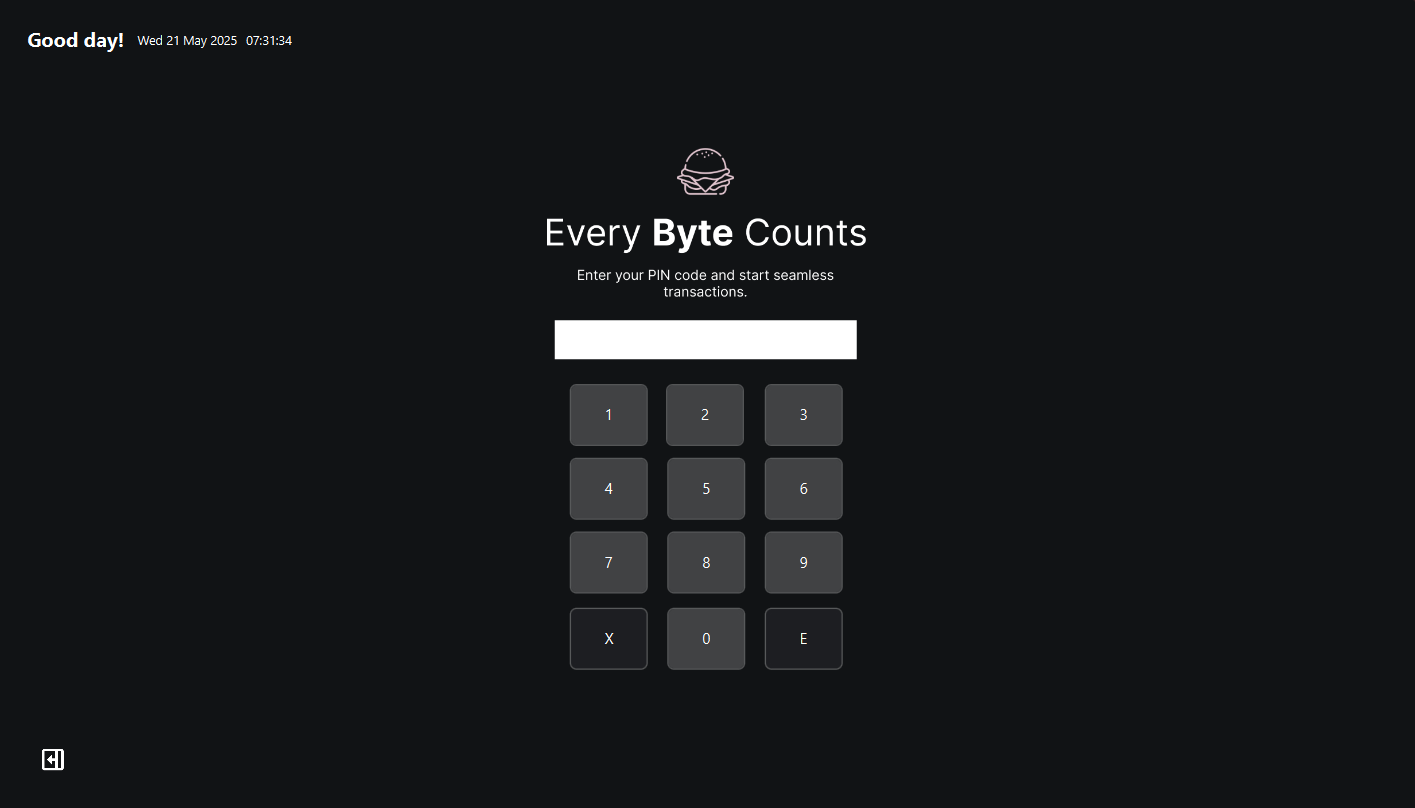 Good day! Wed 21 May 2025 07:31:34
Every Byte Counts
Enter your PIN code and start seamless
transactions.
1 2 3
4 5 6
7 8 9
X 0 E